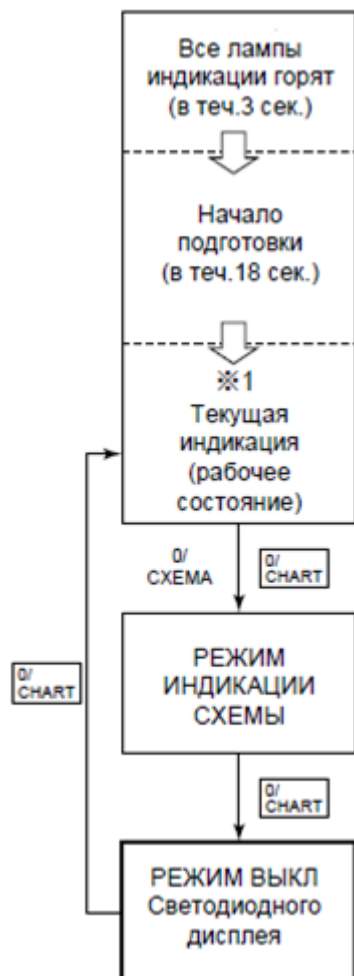 Все лампы
индикации горят
(в теч.3 сек.)
Начало
подготовки
(в теч.18 сек.)
※1
Текущая
индикация
(рабочее
состояние)
0/
СХЕМА
0/
CHART
РЕЖИМ
ИНДИКАЦИИ
СХЕМЫ
0/
CHART
0/
CHART
РЕЖИМ ВЫКЛ
Светодиодного
дисплея